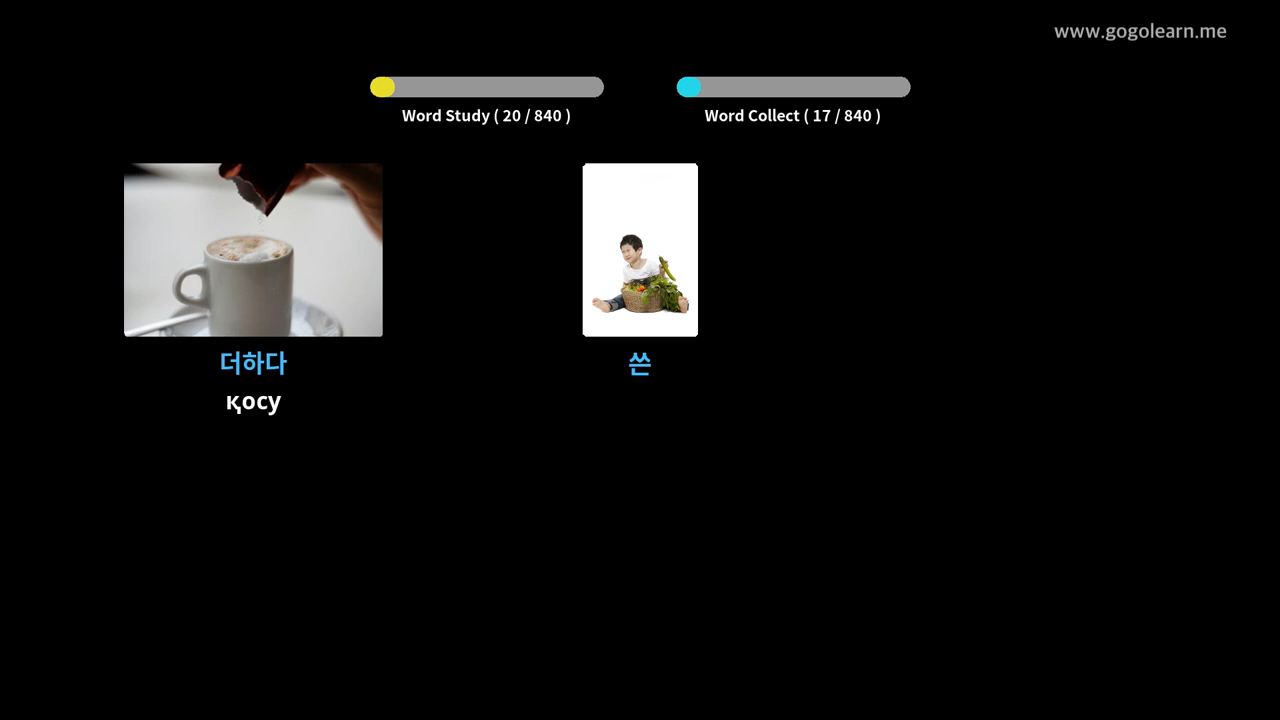 www.gogolearn.me
Word Study ( 20 / 840 )
Word Collect ( 17 / 840 )
더하다
қосу
쓴